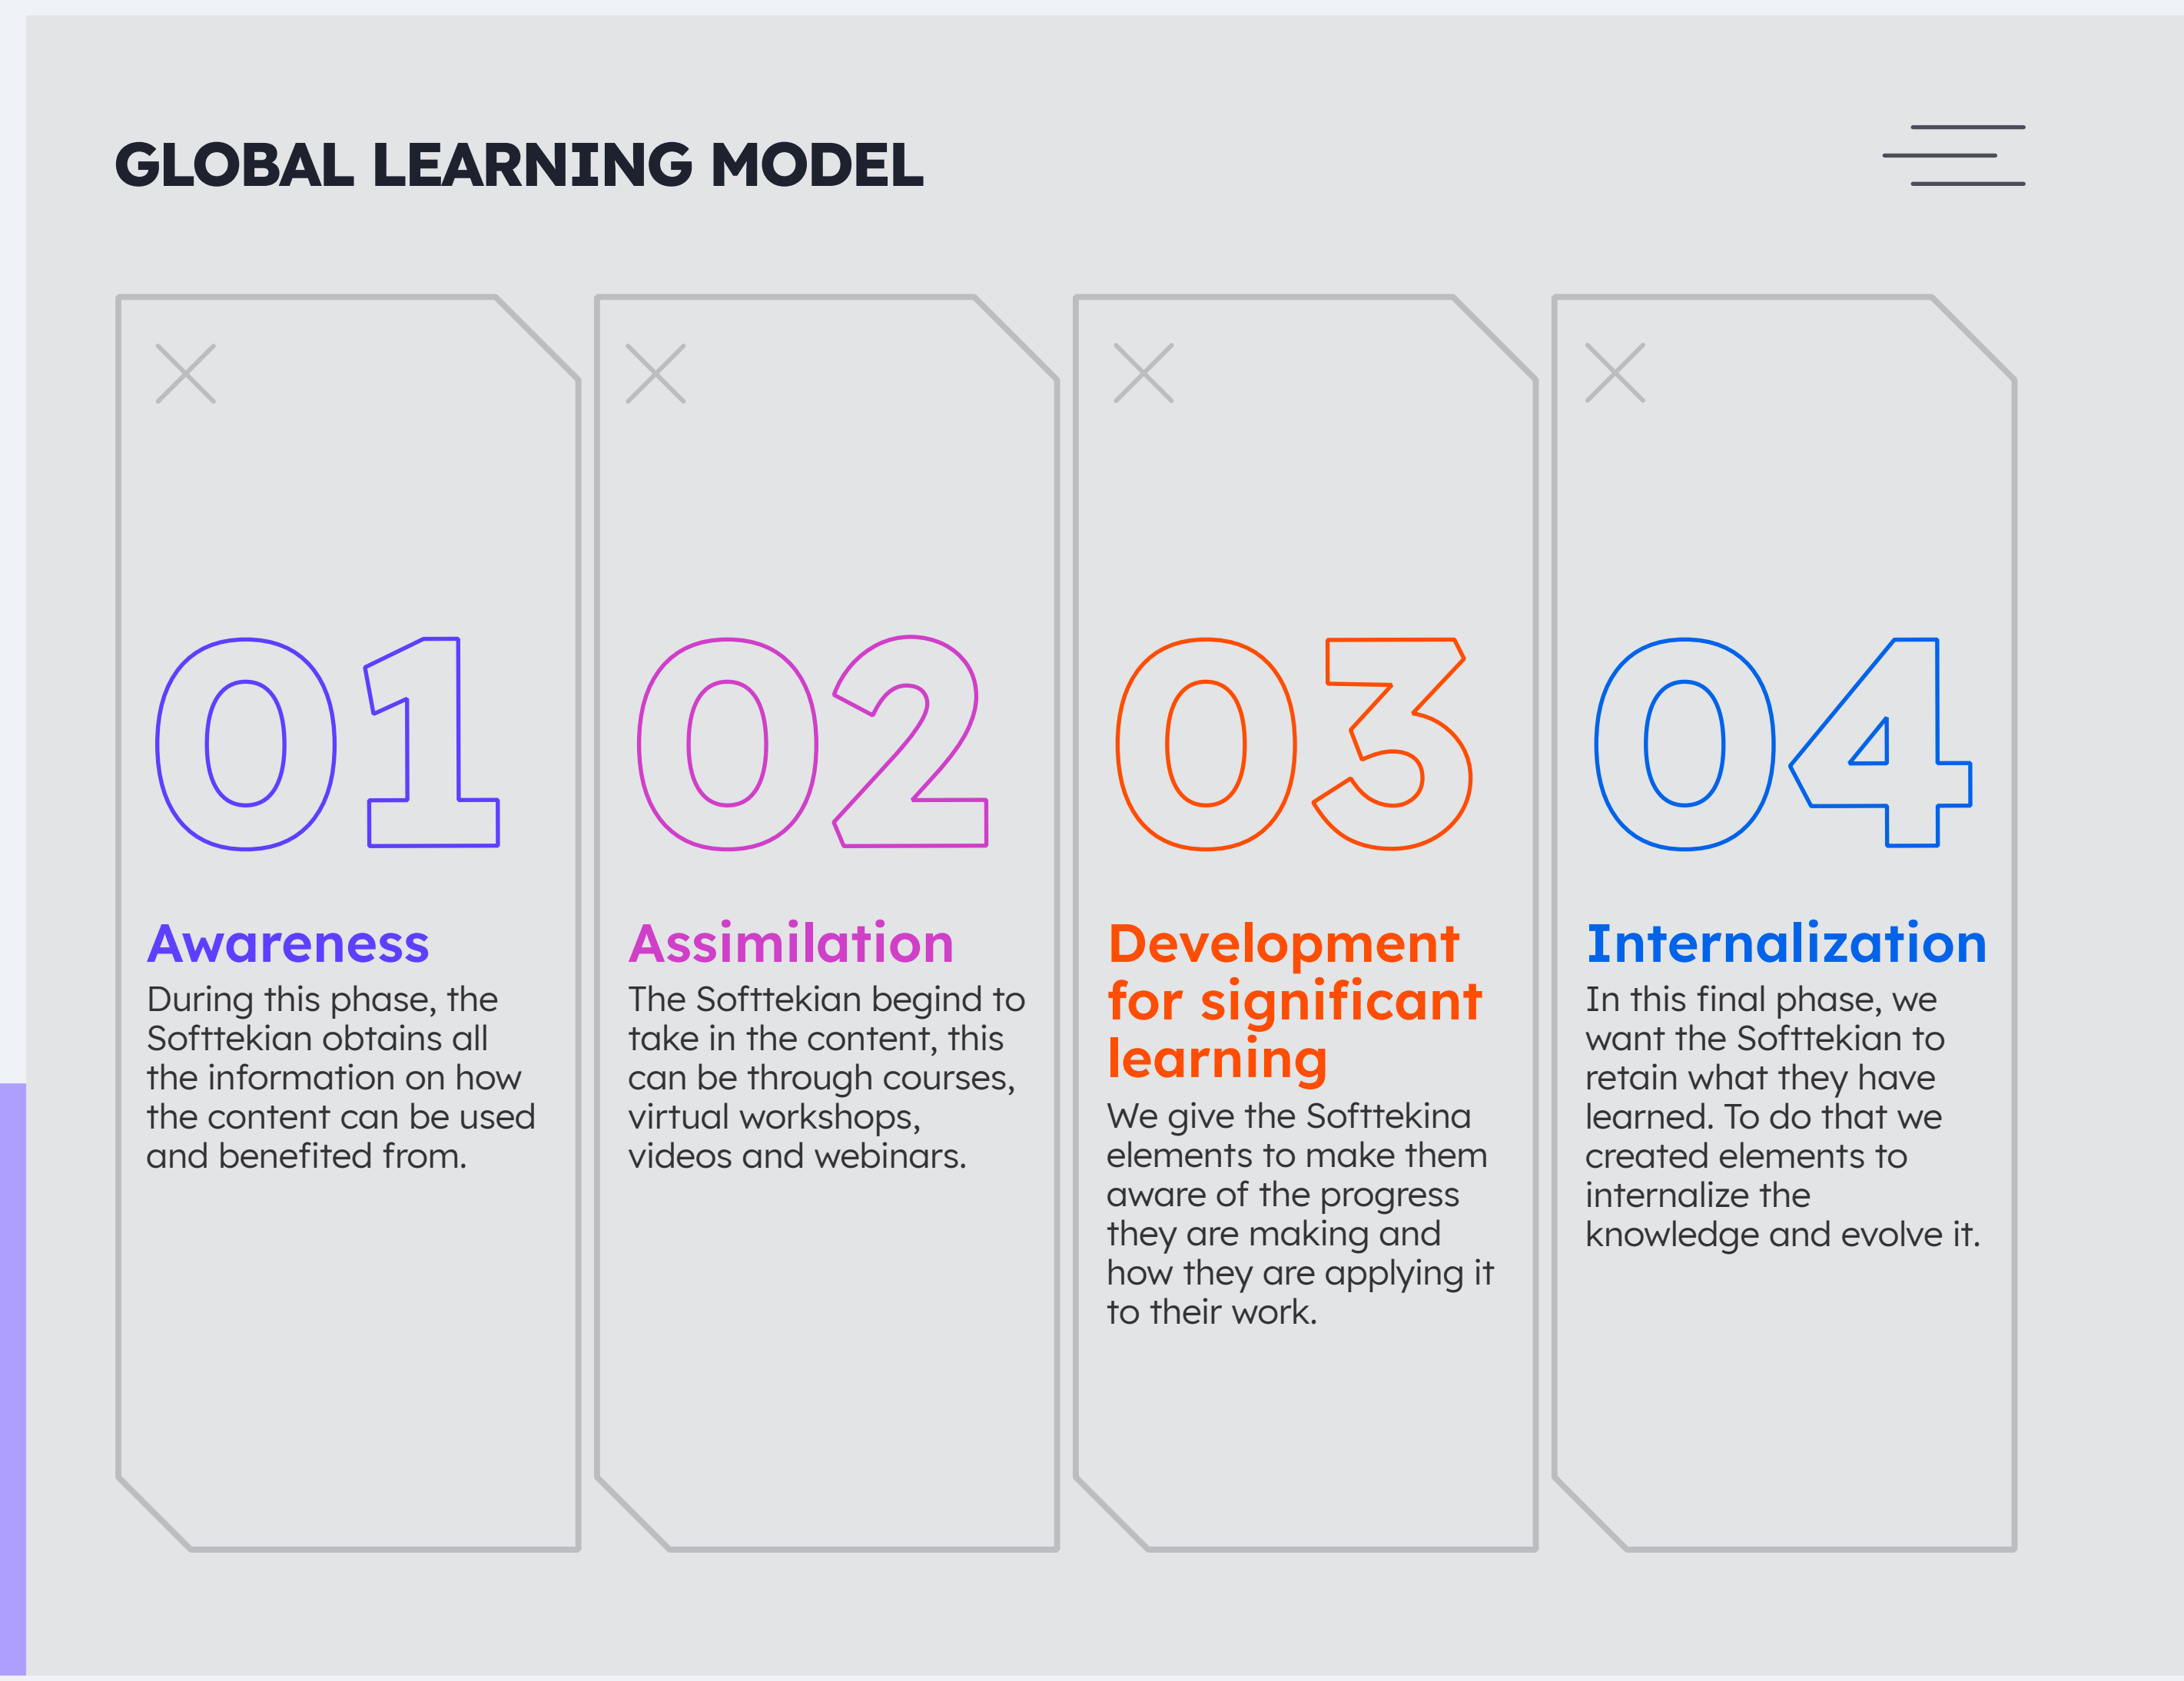 GLOBAL LEARNING MODEL
01
Awareness
During this phase, the
Softtekian obtains all
the information on how
the content can be used
and benefited from.
02
Assimilation
The Softtekian begind to
take in the content, this
can be through courses,
virtual workshops,
videos and webinars.
03
Development
for significant
learning
We give the Softtekina
elements to make them
aware of the progress
they are making and
how they are applying it
to their work.
04
Internalization
In this final phase, we
want the Softtekian to
retain what they have
learned. To do that we
created elements to
internalize the
knowledge and evolve it.